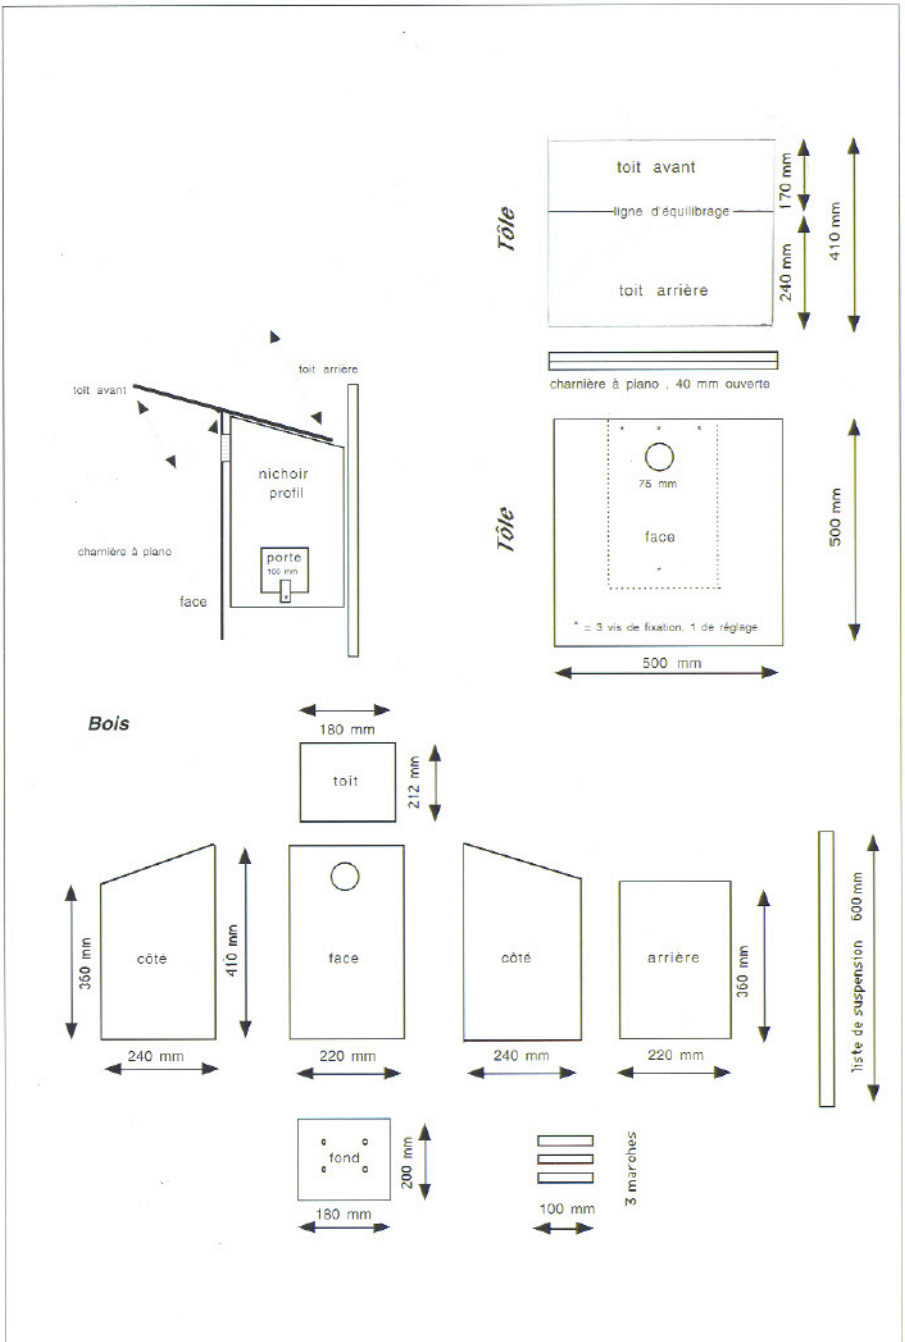 toit avant
170 mm
ligne d'équilibrage
Tôle
410 mm
toit arrière
240 mm
charnière à piano , 40 mm ouverte
toit arrière
toit avant
nichoir
profil
charnière à piano
porte
100 mm
*
face
* * *
75 mm
Tôle
face
*
500 mm
* = 3 vis de fixation, 1 de réglage
500 mm
Bois
180 mm
toit
212 mm
360 mm
côté
410 mm
face
côté
arrière
360 mm
liste de suspension 600 mm
240 mm
220 mm
240 mm
220 mm
fond
200 mm
180 mm
3 marches
100 mm